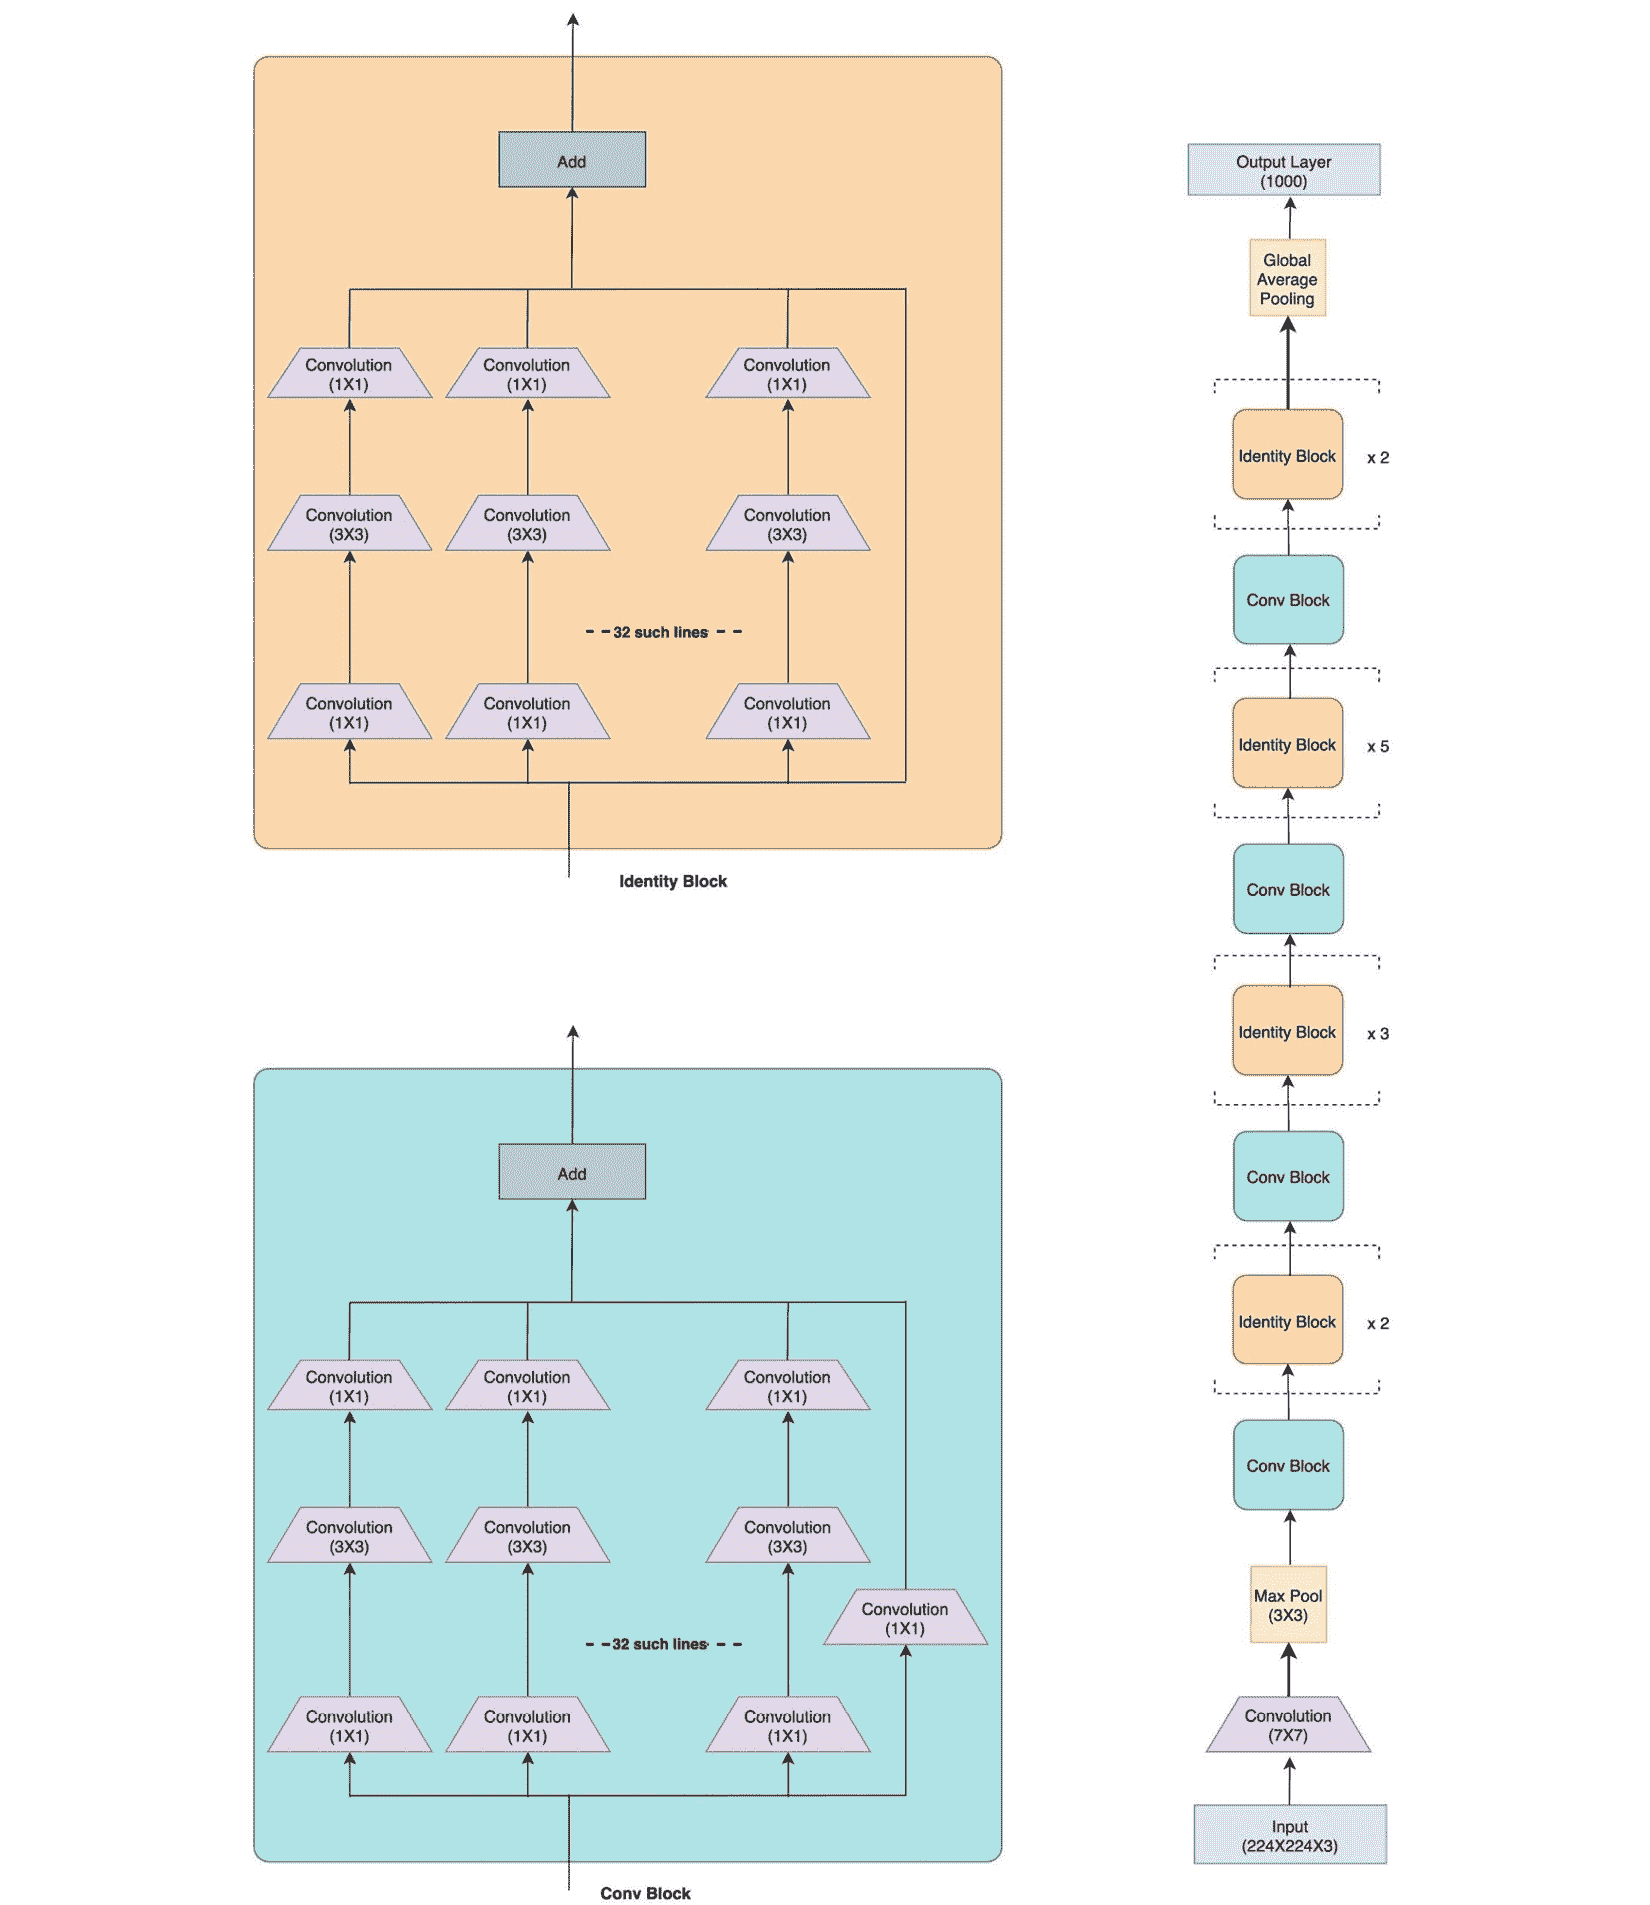 Add
Convolution
(1X1)
Convolution
(1X1)
Convolution
(1X1)
Convolution
(3X3)
Convolution
(3X3)
Convolution
(3X3)
32 such lines
Convolution
(1X1)
Convolution
(1X1)
Convolution
(1X1)
Identity Block
Add
Convolution
(1X1)
Convolution
(1X1)
Convolution
(1X1)
Convolution
(3X3)
Convolution
(3X3)
Convolution
(3X3)
Convolution
(1X1)
32 such lines
Convolution
(1X1)
Convolution
(1X1)
Convolution
(1X1)
Conv Block
Output Layer
(1000)
Global
Average
Pooling
Identity Block
x 2
Conv Block
Identity Block
x 5
Conv Block
Identity Block
x 3
Conv Block
Identity Block
x 2
Conv Block
Max Pool
(3X3)
Convolution
(7X7)
Input
(224X224X3)